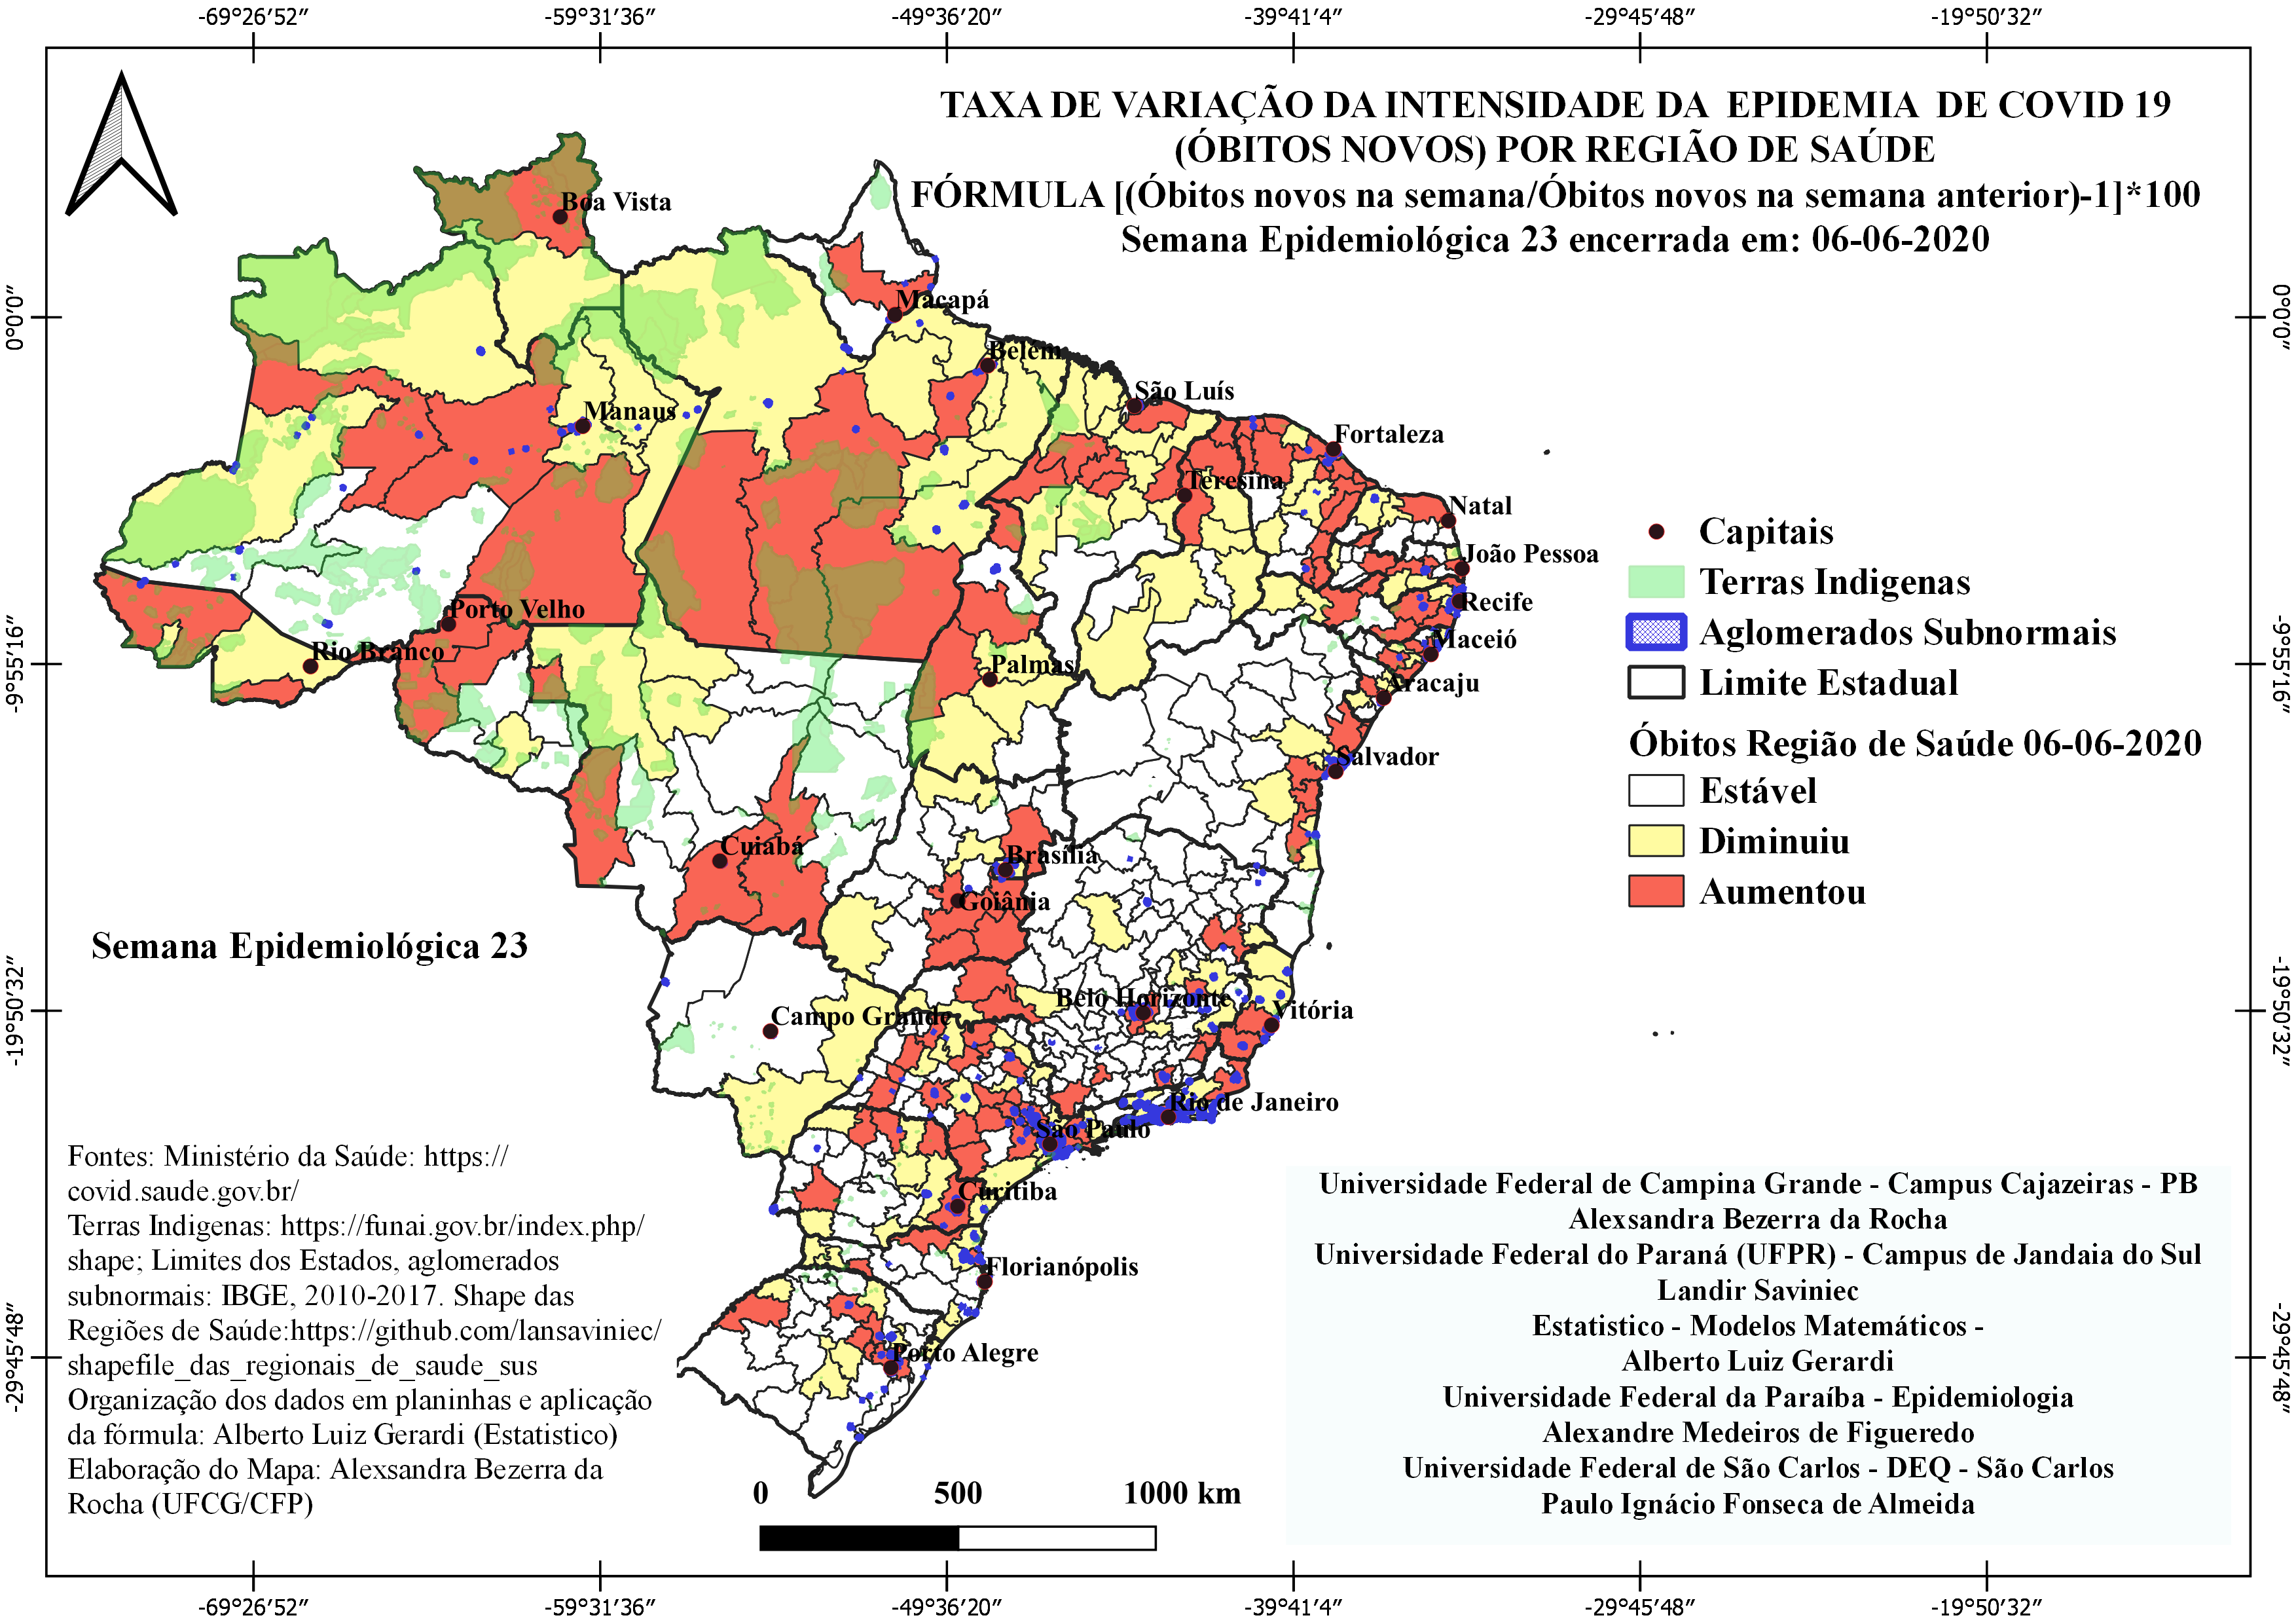 -69°26′52″ -59°31′36″ -49°36′20″ -39°41′4″ -29°45′48″ -19°50′32″
TAXA DE VARIAÇÃO DA INTENSIDADE DA EPIDEMIA DE COVID 19
(ÓBITOS NOVOS) POR REGIÃO DE SAÚDE
FÓRMULA [(Óbitos novos na semana/Óbitos novos na semana anterior)-1]*100
Semana Epidemiológica 23 encerrada em: 06-06-2020
0°0′0″
-9°55′16″
-19°50′32″
-29°45′48″
0°0′0″
-9°55′16″
-19°50′32″
-29°45′48″
Boa Vista
Macapá
Belém
São Luís
Manaus
Fortaleza
Teresina
Natal
João Pessoa
Porto Velho
Recife
Maceió
Rio Branco
Palmas
Aracaju
Salvador
Cuiabá
Brasília
Goiânia
Belo Horizonte
Vitória
Campo Grande
Rio de Janeiro
São Paulo
Curitiba
Florianópolis
Porto Alegre
Capitais
Terras Indigenas
Aglomerados Subnormais
Limite Estadual
Óbitos Região de Saúde 06-06-2020
Estável
Diminuiu
Aumentou
Semana Epidemiológica 23
Fontes: Ministério da Saúde: https://
covid.saude.gov.br/
Terras Indigenas: https://funai.gov.br/index.php/
shape; Limites dos Estados, aglomerados
subnormais: IBGE, 2010-2017. Shape das
Regiões de Saúde:https://github.com/lansaviniec/
shapefile_das_regionais_de_saude_sus
Organização dos dados em planinhas e aplicação
da fórmula: Alberto Luiz Gerardi (Estatistico)
Elaboração do Mapa: Alexsandra Bezerra da
Rocha (UFCG/CFP)
0 500 1000 km
Universidade Federal de Campina Grande - Campus Cajazeiras - PB
Alexsandra Bezerra da Rocha
Universidade Federal do Paraná (UFPR) - Campus de Jandaia do Sul
Landir Saviniec
Estatistico - Modelos Matemáticos -
Alberto Luiz Gerardi
Universidade Federal da Paraíba - Epidemiologia
Alexandre Medeiros de Figueredo
Universidade Federal de São Carlos - DEQ - São Carlos
Paulo Ignácio Fonseca de Almeida
-69°26′52″ -59°31′36″ -49°36′20″ -39°41′4″ -29°45′48″ -19°50′32″